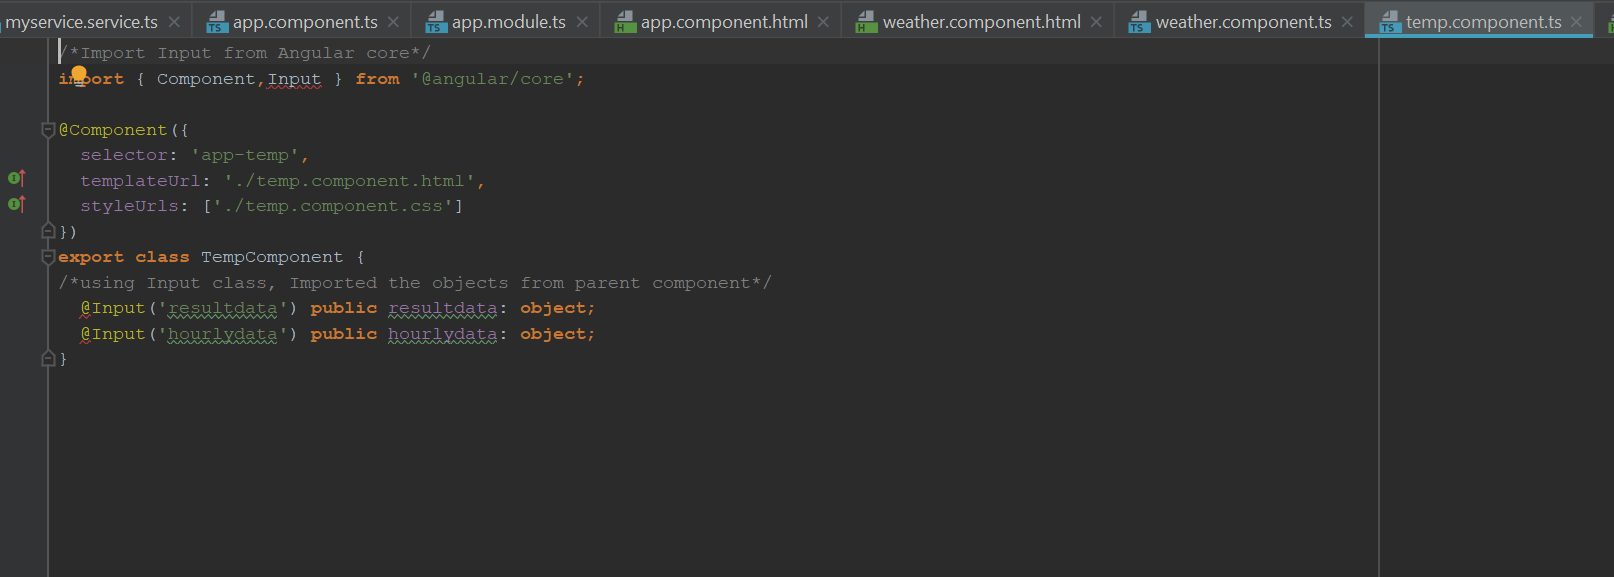 myservice.service.ts app.component.ts app.module.ts app.component.html weather.component.html weather.component.ts temp.component.ts
/*Import Input from Angular core*/
import { Component,Input } from '@angular/core';
@Component({
selector: 'app-temp',
templateUrl: './temp.component.html',
styleUrls: ['./temp.component.css']
})
export class TempComponent {
/*using Input class, Imported the objects from parent component*/
@Input('resultdata') public resultdata: object;
@Input('hourlydata') public hourlydata: object;
}